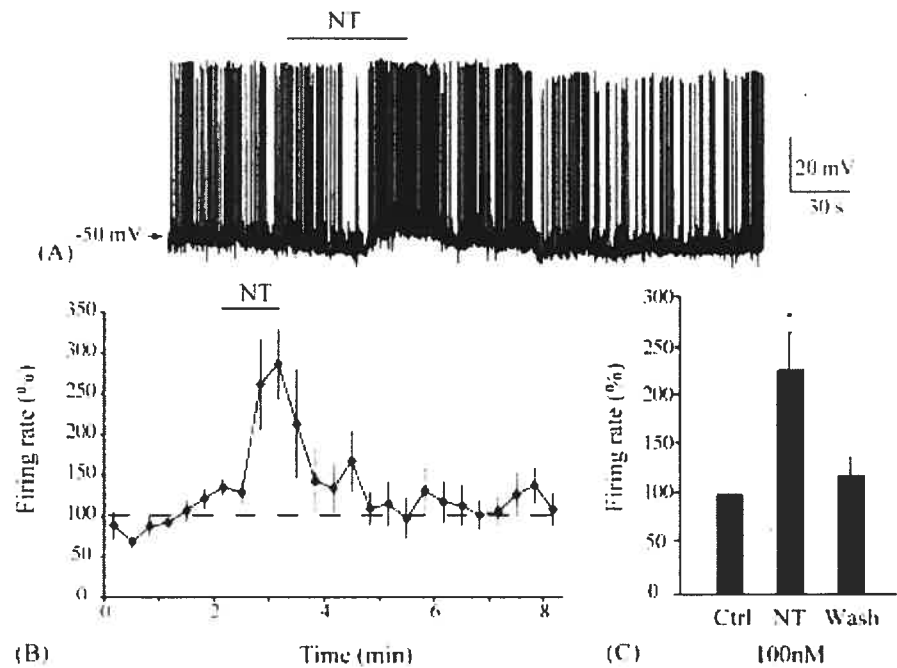 NT
20 mV
30 s
-50 mV
(A)
NT
Firing rate (%)
350
300
250
200
150
100
50
0
0
2
4
6
8
(B)
Time (min)
Firing rate (%)
300
250
200
150
100
50
0
Ctrl
NT
Wash
(C)
100nM